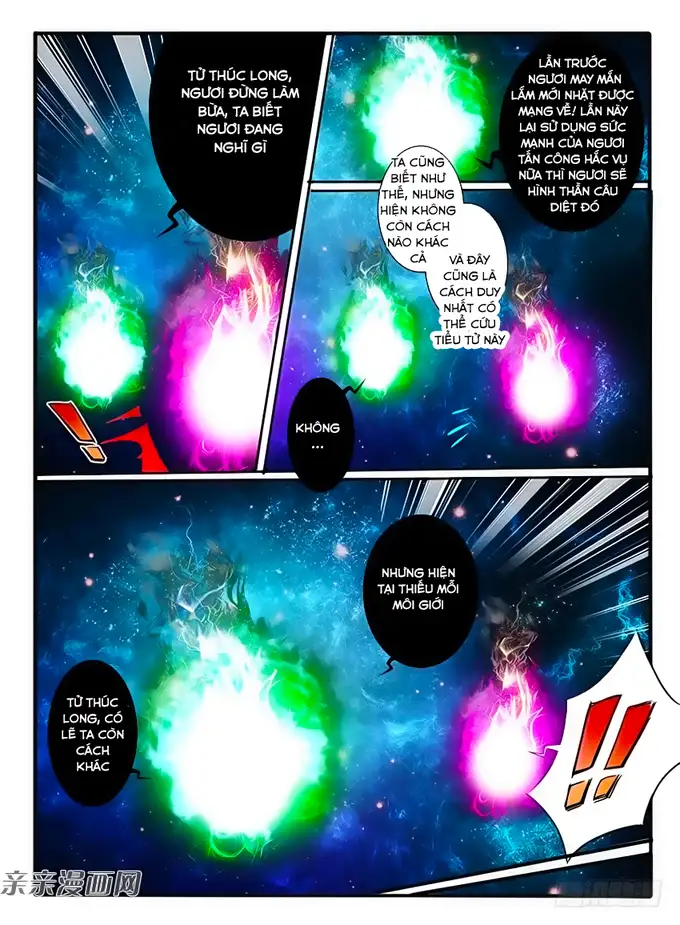 TỬ THÚC LONG,
NGƯƠI ĐỪNG LÀM
BỪA, TA BIẾT
NGƯƠI ĐANG
NGHĨ GÌ
LẦN TRƯỚC
NGƯƠI MAY MẮN
LẮM MỚI NHẶT ĐƯỢC
MẠNG VỀ! LẦN NÀY
LẠI SỬ DỤNG SỨC
MẠNH CỦA NGƯƠI
TẤN CÔNG HẮC VỤ
NỮA THÌ NGƯƠI SẼ
HÌNH THẦN CÂU
DIỆT ĐÓ
TA CŨNG
BIẾT NHƯ
THẾ, NHƯNG
HIỆN KHÔNG
CÒN CÁCH
NÀO KHÁC
CẢ
VÀ ĐÂY
CŨNG LÀ
CÁCH DUY
NHẤT CÓ
THỂ CỨU
TIỂU TỬ NÀY
!!
KHÔNG
...
NHƯNG HIỆN
TẠI THIẾU MỖI
MÔI GIỚI
TỬ THÚC
LONG, CÓ
LẼ TA CÒN
CÁCH
KHÁC
!!
亲亲漫画网